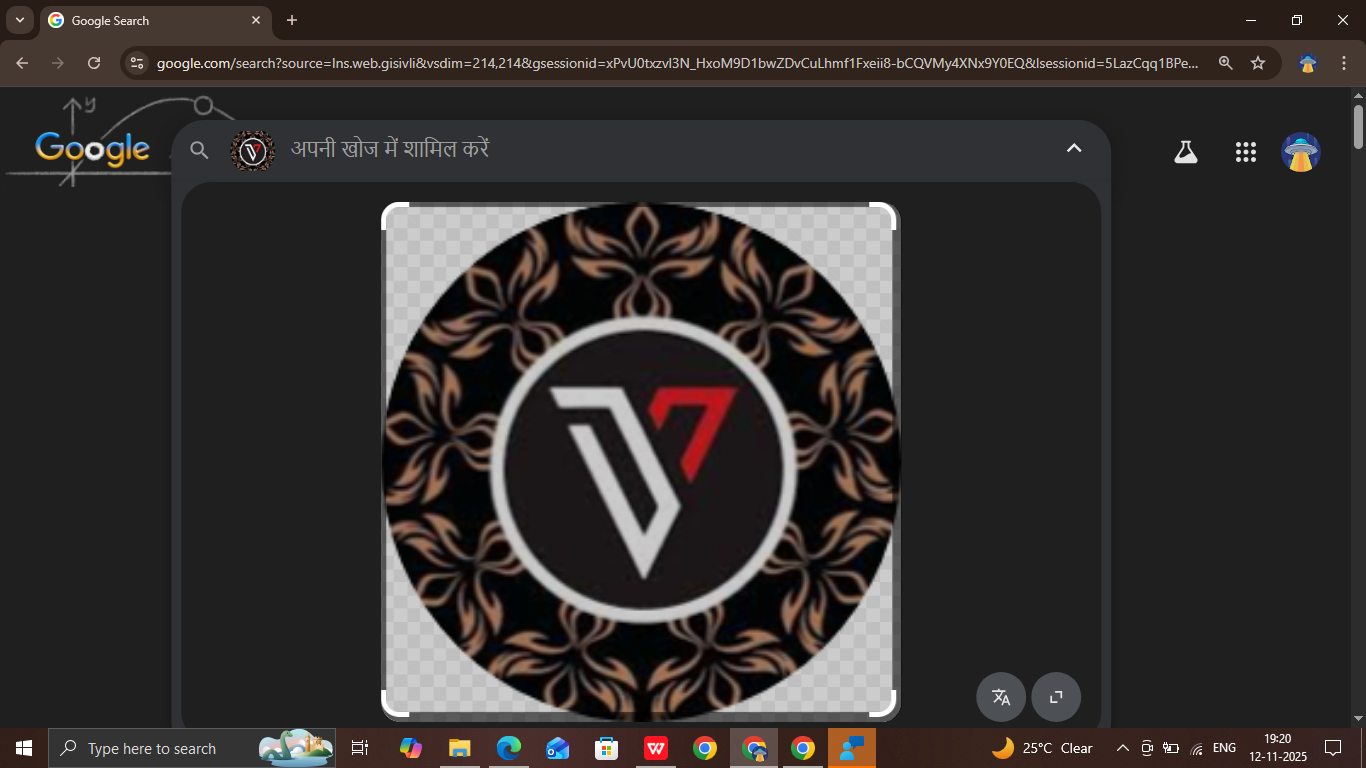 Google Search
google.com/search?source=lns.web.gisivli&vsdim=214,214&gsessionid=xPvU0txzvl3N_HxoM9D1bwZDvCuLhmf1Fxeii8-bCQVMy4XNx9Y0EQ&lsessionid=5LazCqq1BPe...
y
Google
अपनी खोज में शामिल करें
V7
Type here to search
25°C Clear
ENG
19:20
12-11-2025